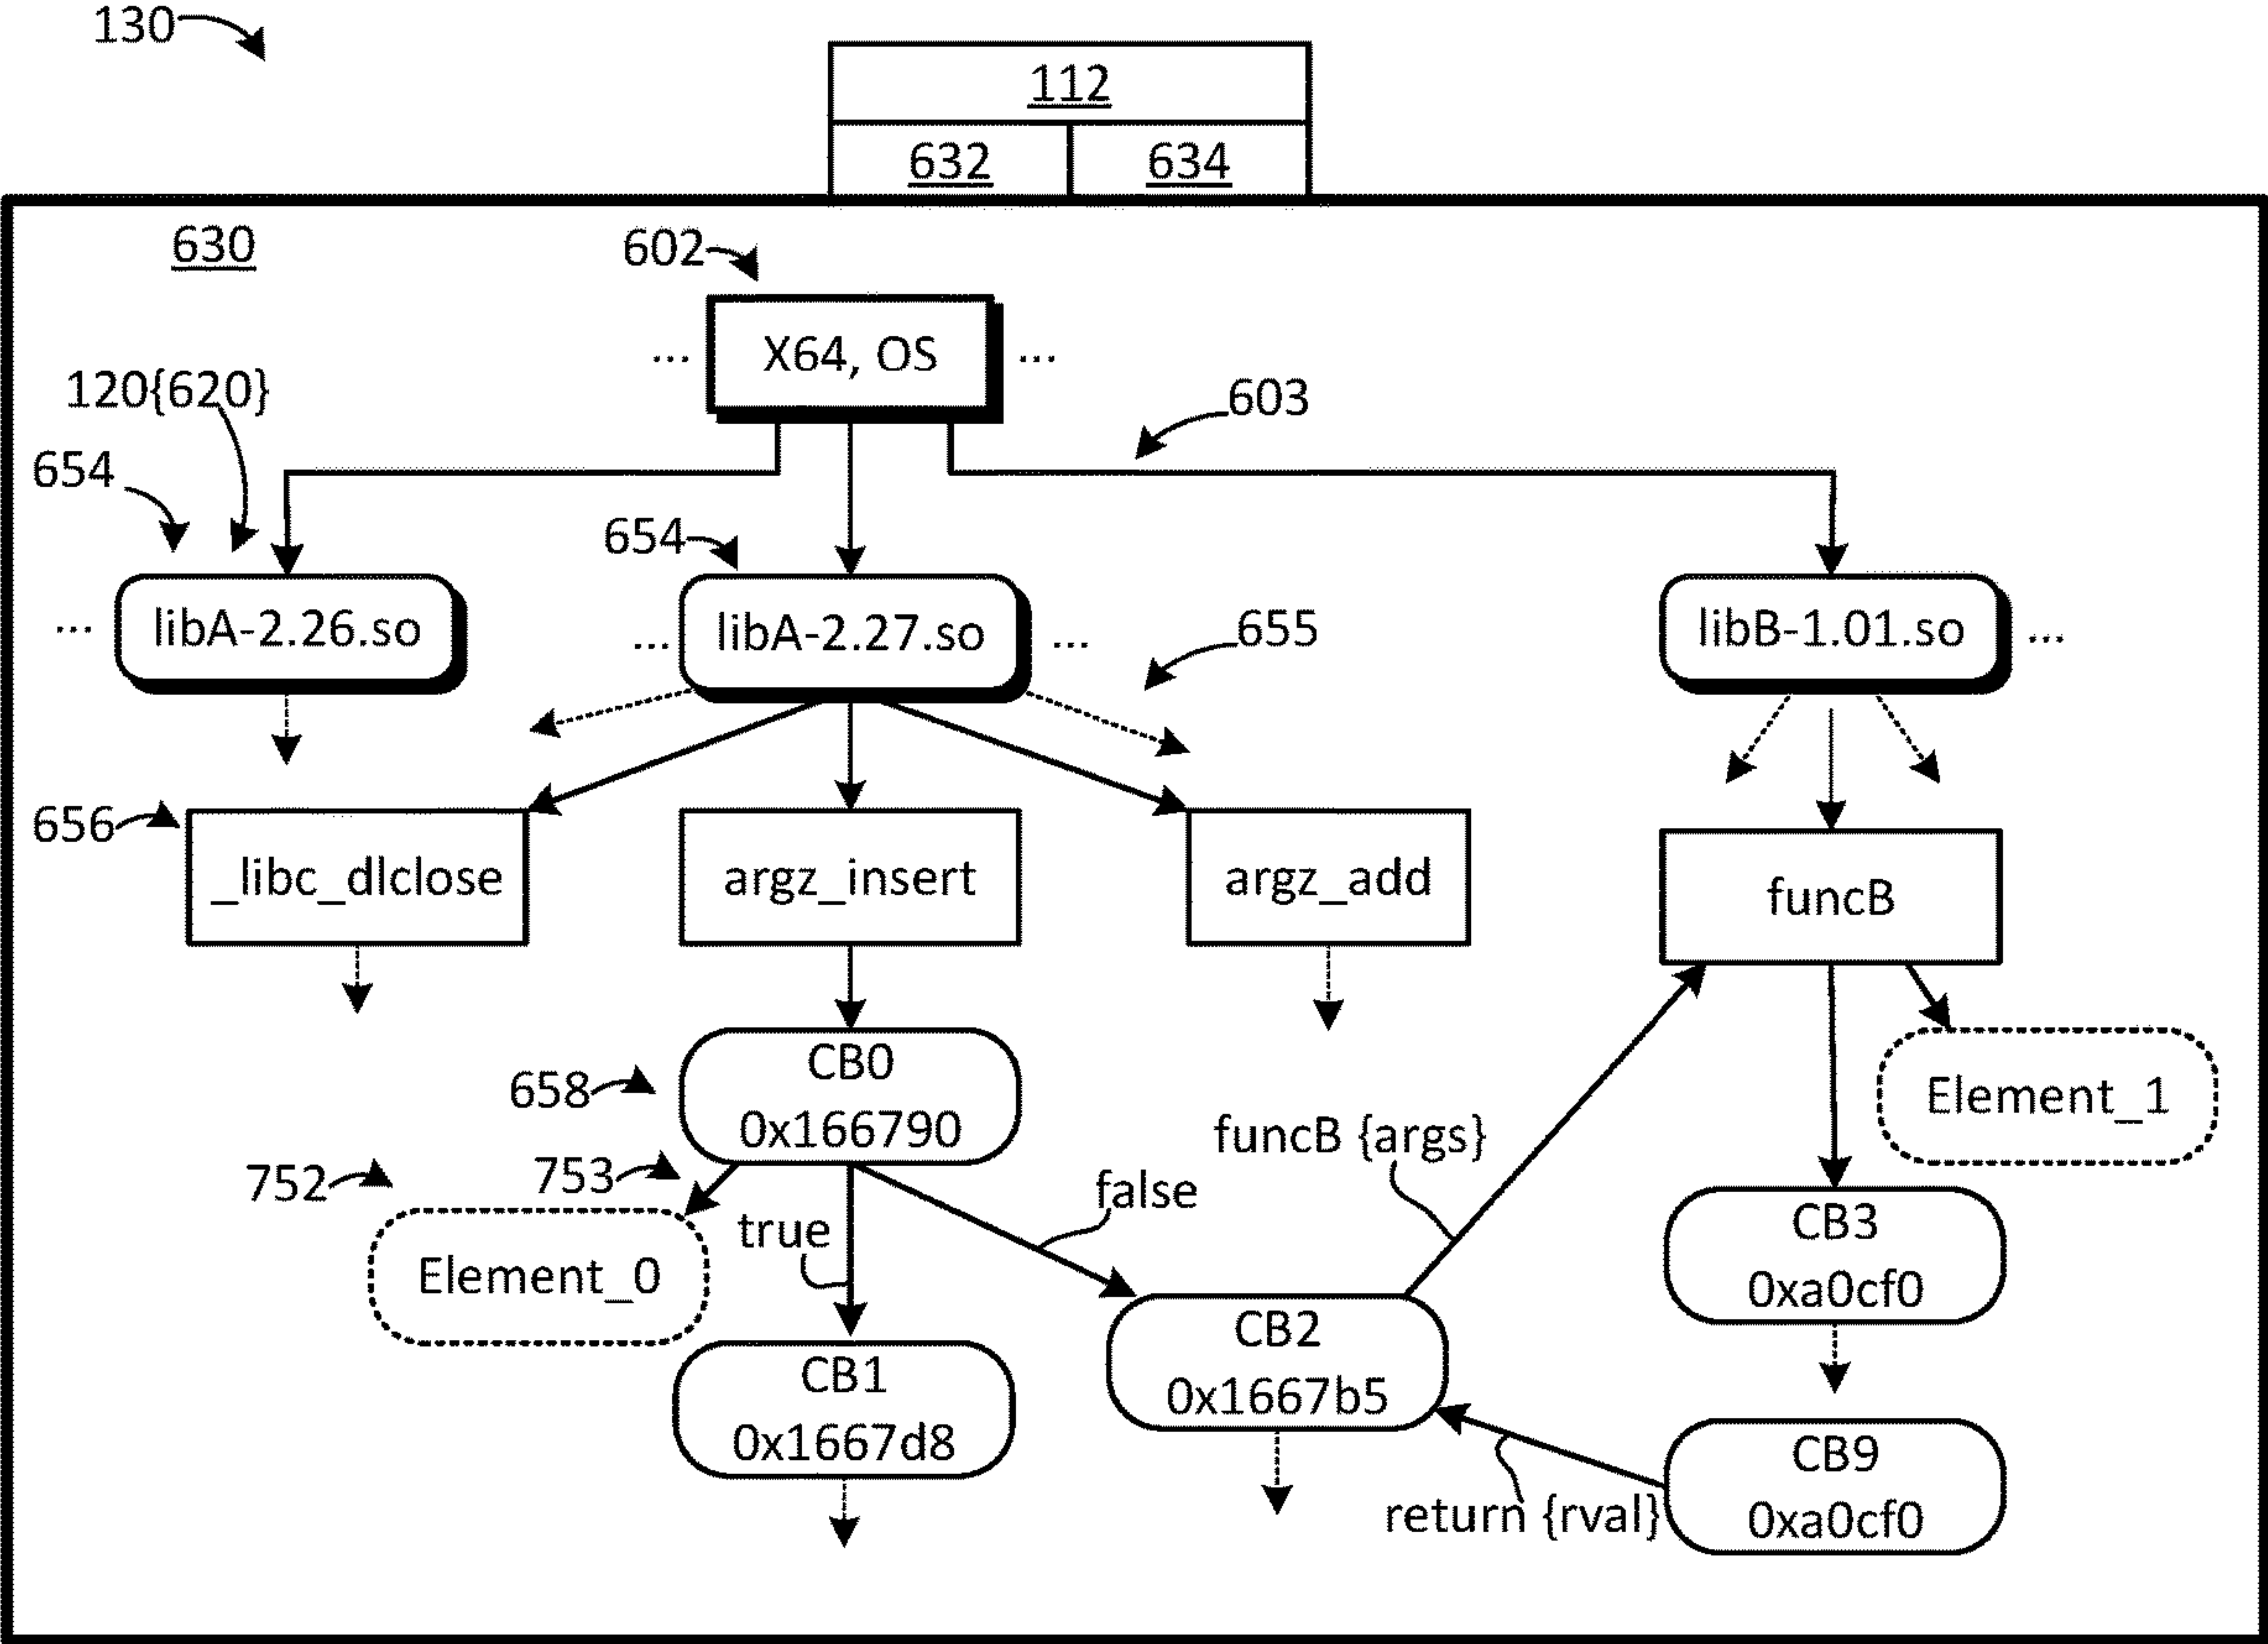 130
112
632 634
630
602
... X64, OS ...
120{620}
603
654
654
... libA-2.26.so
... libA-2.27.so ...
libB-1.01.so ...
655
656
_libc_dlclose
argz_insert
argz_add
funcB
658
CB0
0x166790
Element_1
funcB {args}
752
753
false
true
Element_0
CB3
0xa0cf0
CB2
0x1667b5
CB1
0x1667d8
CB9
0xa0cf0
return {rval}